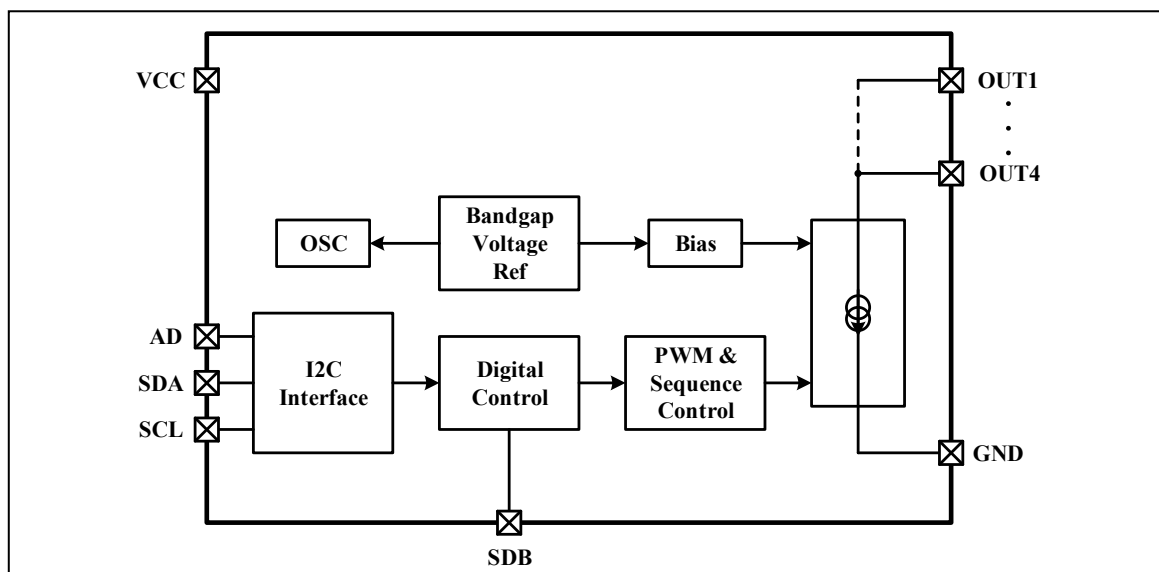 VCC
OUT1
OUT4
OSC
Bandgap
Voltage
Ref
Bias
AD
SDA
SCL
I2C
Interface
Digital
Control
PWM &
Sequence
Control
GND
SDB